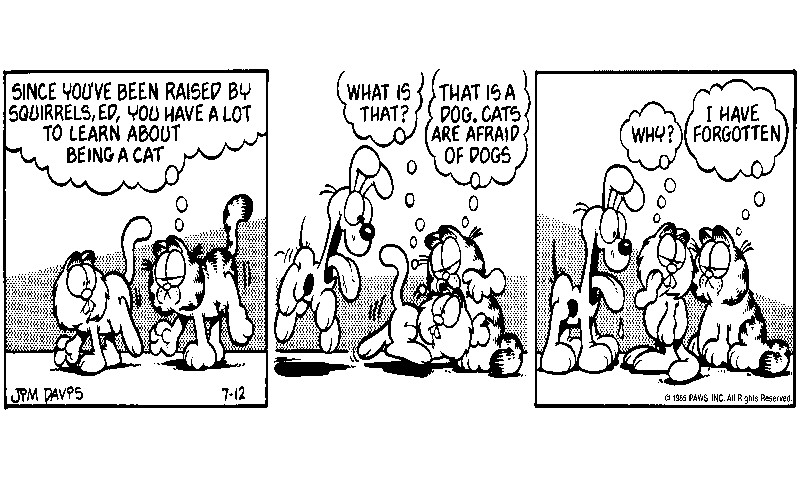 SINCE YOU'VE BEEN RAISED BY
SQUIRRELS, ED, YOU HAVE A LOT
TO LEARN ABOUT
BEING A CAT
JIM DAVIS
7-12
WHAT IS
THAT?
THAT IS A
DOG. CATS
ARE AFRAID
OF DOGS
WHY?
I HAVE
FORGOTTEN
© 1985 PAWS, INC. All Rights Reserved.